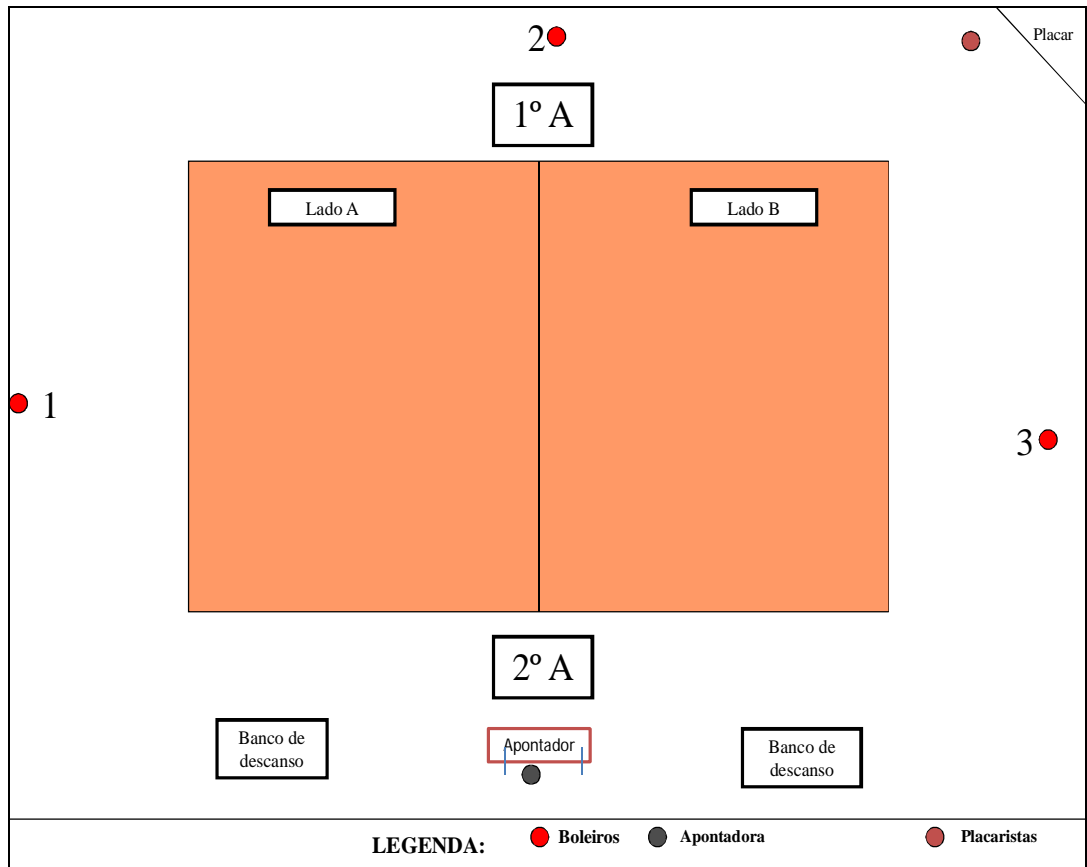 2
Placar
1º A
Lado A
Lado B
1
3
2º A
Banco de
descanso
Apontador
Banco de
descanso
LEGENDA:
Boleiros
Apontadora
Placaristas